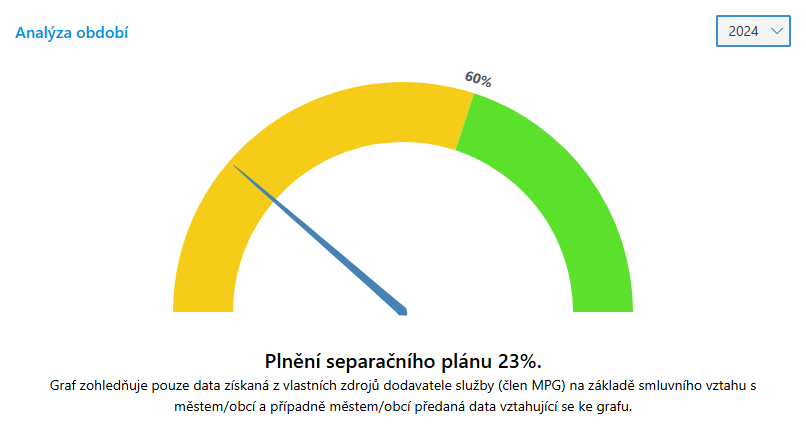 Analýza období
2024
60%
Plnění separačního plánu 23%.
Graf zohledňuje pouze data získaná z vlastních zdrojů dodavatele služby (člen MPG) na základě smluvního vztahu s
městem/obcí a případně městem/obcí předaná data vztahující se ke grafu.